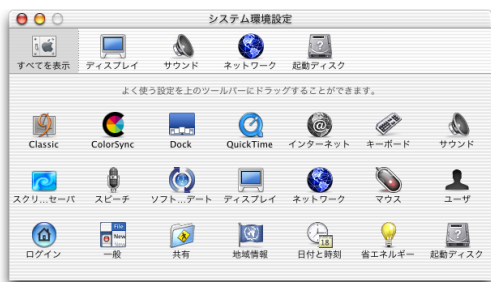 システム環境設定
すべてを表示 ディスプレイ サウンド ネットワーク 起動ディスク
よく使う設定を上のツールバーにドラッグすることができます。
Classic ColorSync Dock QuickTime インターネット キーボード サウンド
スクリ...セーバ スピーチ ソフト...デート ディスプレイ ネットワーク マウス ユーザ
File
New
18
ログイン 一般 共有 地域情報 日付と時刻 省エネルギー 起動ディスク